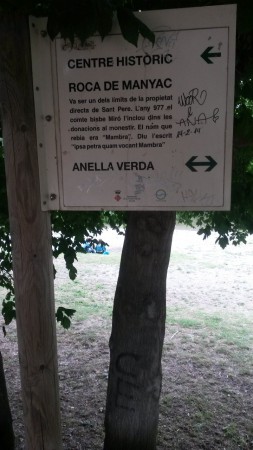 CENTRE HISTÒRIC
ROCA DE MANYAC
Va ser un dels límits de la propietat
directa de Sant Pere. L'any 977 el
comte bisbe Miró l'inclou dins les
donacions al monestir. El nom que
rebia era "Mambra". Diu l'escrit
"ipsa petra quam vocant Membra"
ANELLA VERDA